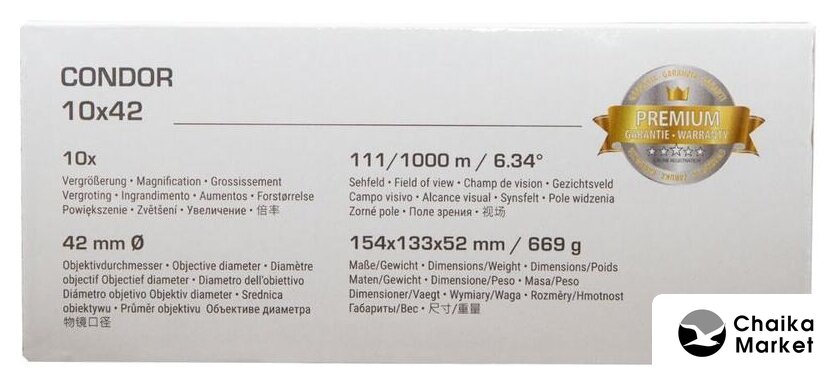 CONDOR
10x42
PREMIUM
GARANTIE • WARRANTY
10x
Vergrößerung • Magnification • Grossissement
Vergroting • Ingrandimento • Aumentos • Forstørrelse
Powiększenie • Zvětšení • Увеличение • 倍率
111/1000 m / 6.34°
Sehfeld • Field of view • Champ de vision • Gezichtsveld
Campo visivo • Alcance visual • Synsfelt • Pole widzenia
Zorné pole • Поле зрения • 视场
42 mm Ø
Objektivdurchmesser • Objective diameter • Diamètre
objectif Objectief diameter • Diametro dell'obiettivo
Diámetro objetivo Objektiv diameter • Srednica
obiektywu • Průměr objektivu Объективе диаметра
物镜口径
154x133x52 mm / 669 g
Maße/Gewicht • Dimensions/Weight • Dimensions/Poids
Maten/Gewicht • Dimensione/Peso • Masa/Peso
Dimensioner/Vaegt • Wymiary/Waga • Rozměry/Hmotnost
Габариты/Вес • 尺寸/重量
Chaika
Market